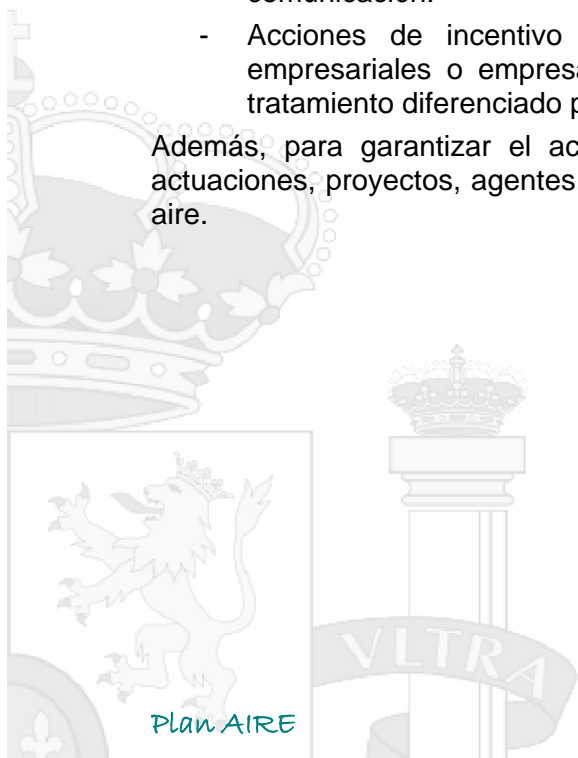 comunicación.
- Acciones de incentivo
empresariales o empresa
tratamiento diferenciado p
Además, para garantizar el ac
actuaciones, proyectos, agentes
aire.
VLTRA
Plan AIRE